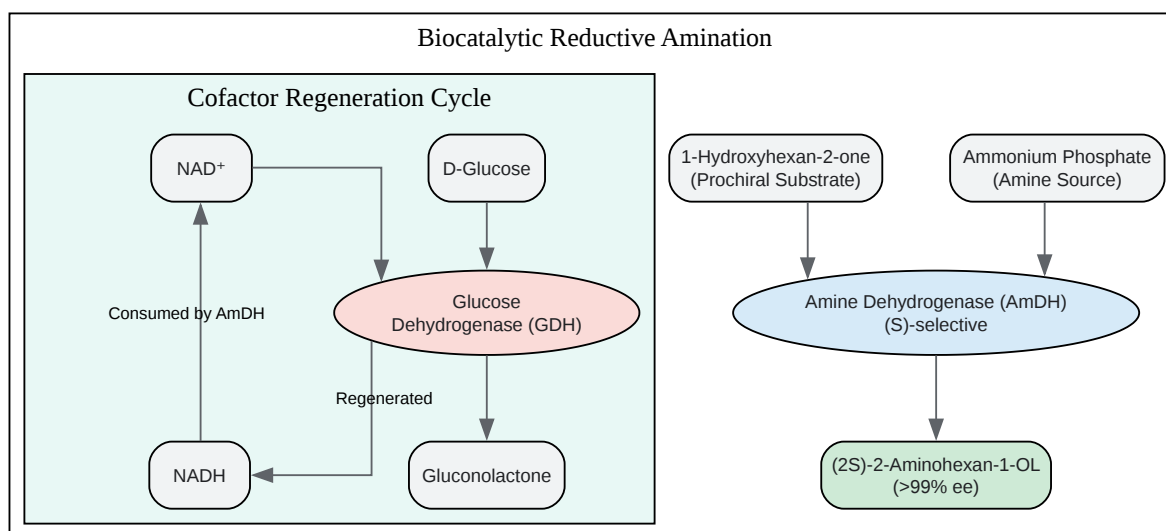 Biocatalytic Reductive Amination
Cofactor Regeneration Cycle
NAD⁺
D-Glucose
1-Hydroxyhexan-2-one
(Prochiral Substrate)
Ammonium Phosphate
(Amine Source)
Consumed by AmDH
Glucose
Dehydrogenase (GDH)
Amine Dehydrogenase (AmDH)
(S)-selective
Regenerated
NADH
Gluconolactone
(2S)-2-Aminohexan-1-OL
(>99% ee)